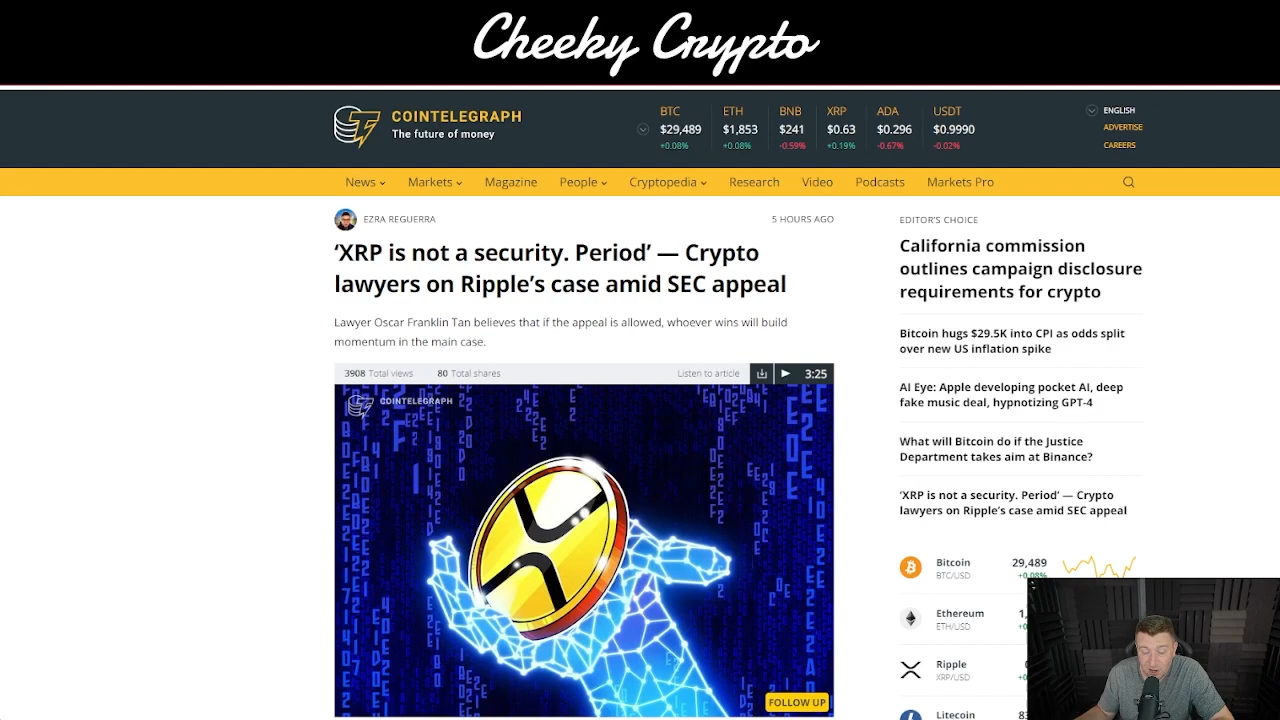 Cheeky Crypto
COINTELEGRAPH
The future of money
BTC
$29,489
+0.08%
ETH
$1,853
+0.08%
BNB
$241
-0.59%
XRP
$0.63
+0.19%
ADA
$0.296
-0.67%
USDT
$0.9990
-0.02%
ENGLISH
ADVERTISE
CAREERS
News
Markets
Magazine
People
Cryptopedia
Research
Video
Podcasts
Markets Pro
EZRA REGUERRA
5 HOURS AGO
‘XRP is not a security. Period’ — Crypto
lawyers on Ripple’s case amid SEC appeal
Lawyer Oscar Franklin Tan believes that if the appeal is allowed, whoever wins will build
momentum in the main case.
3908 Total views
80 Total shares
Listen to article
3:25
COINTELEGRAPH
FOLLOW UP
EDITOR’S CHOICE
California commission
outlines campaign disclosure
requirements for crypto
Bitcoin hugs $29.5K into CPI as odds split
over new US inflation spike
AI Eye: Apple developing pocket AI, deep
fake music deal, hypnotizing GPT-4
What will Bitcoin do if the Justice
Department takes aim at Binance?
‘XRP is not a security. Period’ — Crypto
lawyers on Ripple’s case amid SEC appeal
Bitcoin
BTC/USD
29,489
+0.08%
Ethereum
ETH/USD
1,
+0
Ripple
XRP/USD
Litecoin
83